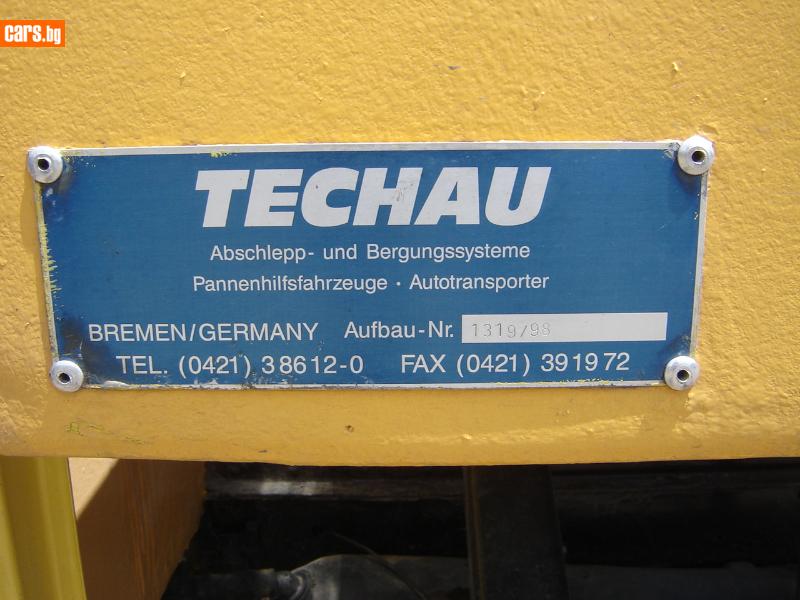 cars.bg
TECHAU
Abschlepp- und Bergungssysteme
Pannenhilfsfahrzeuge · Autotransporter
BREMEN/GERMANY Aufbau-Nr. 1319/98
TEL. (0421) 38612-0 FAX (0421) 391972